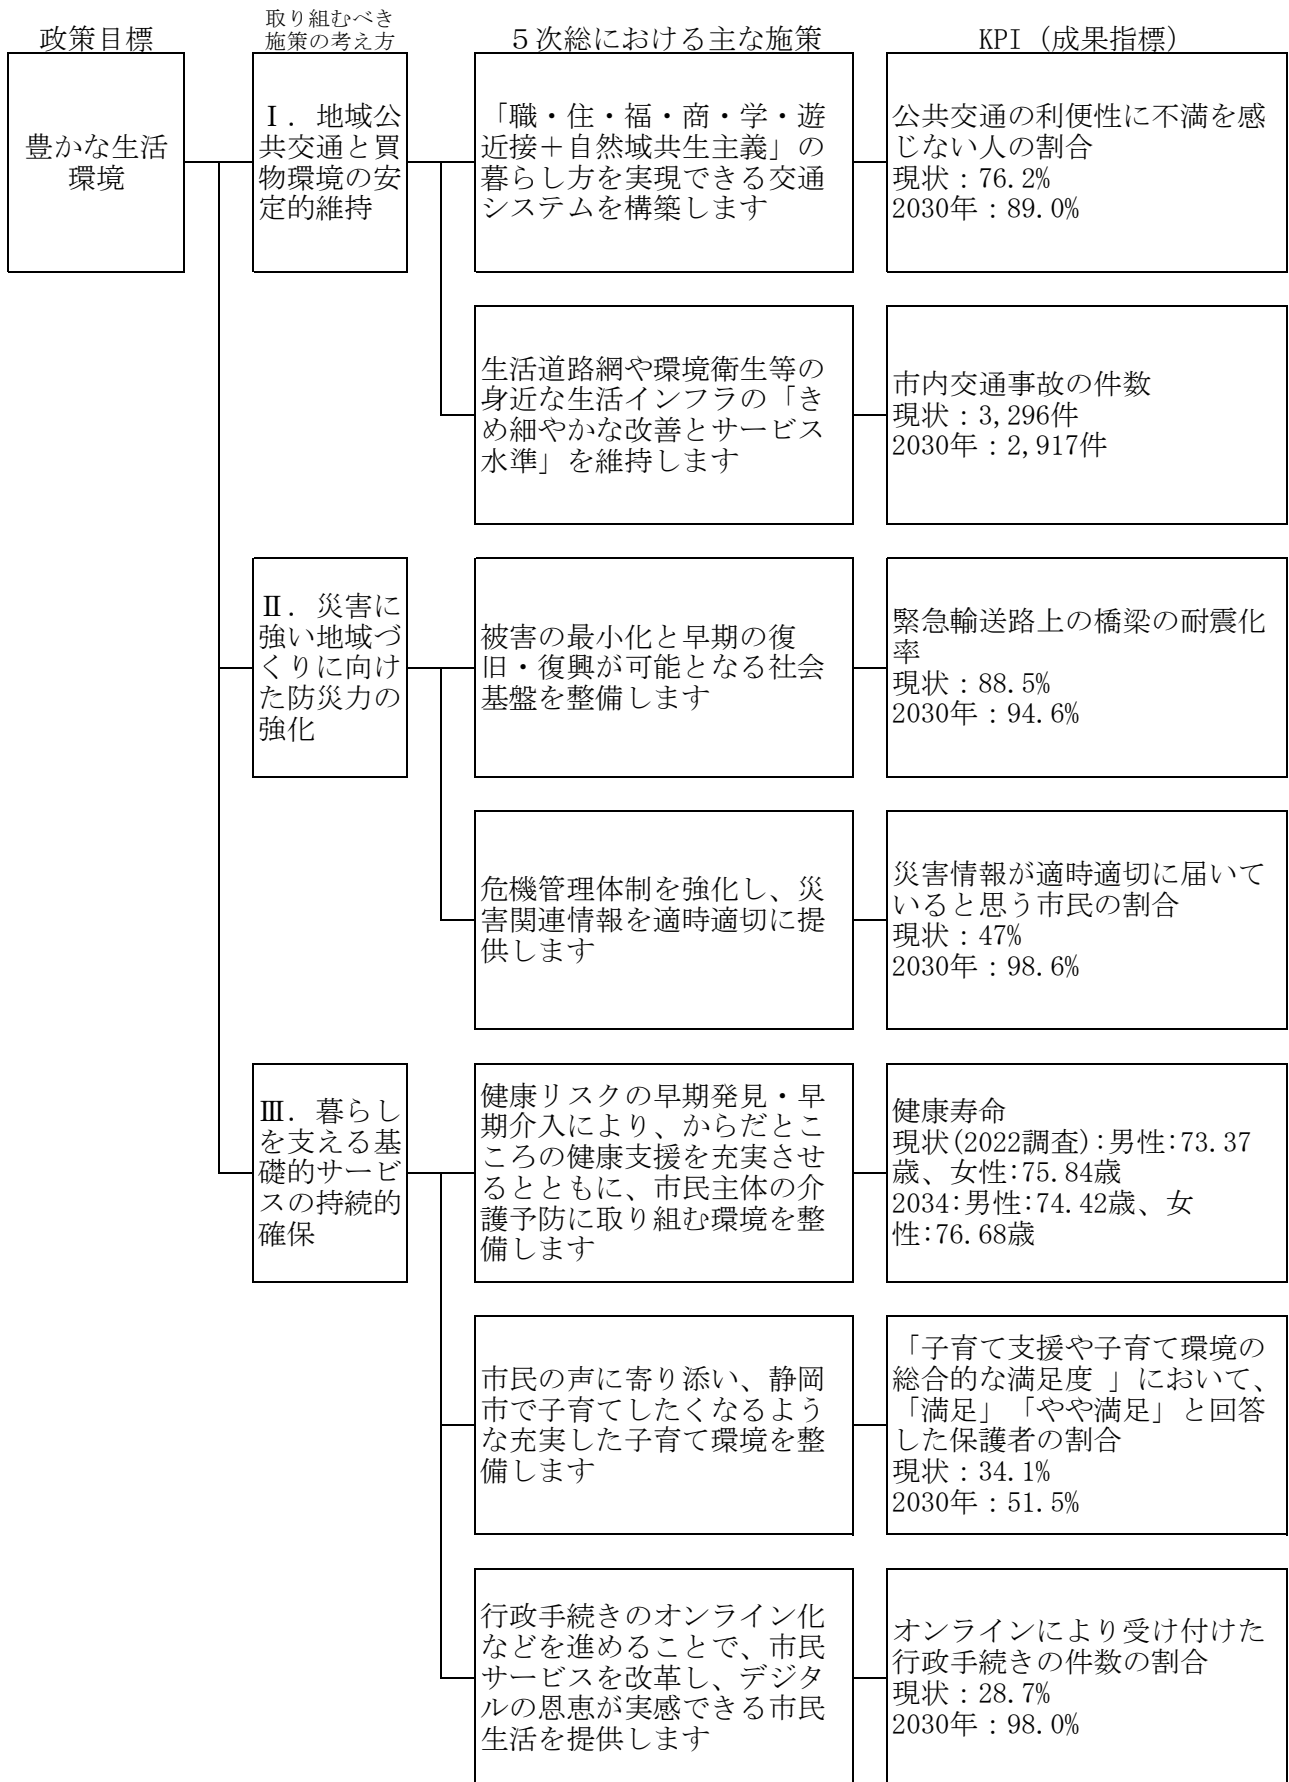 政策目標
取り組むべき
施策の考え方
５次総における主な施策
KPI（成果指標）
豊かな生活
環境
Ⅰ．地域公
共交通と買
物環境の安
定的維持
「職・住・福・商・学・遊
近接＋自然域共生主義」の
暮らし方を実現できる交通
システムを構築します
公共交通の利便性に不満を感
じない人の割合
現状：76.2%
2030年：89.0%
生活道路網や環境衛生等の
身近な生活インフラの「き
め細やかな改善とサービス
水準」を維持します
市内交通事故の件数
現状：3,296件
2030年：2,917件
Ⅱ．災害に
強い地域づ
くりに向け
た防災力の
強化
被害の最小化と早期の復
旧・復興が可能となる社会
基盤を整備します
緊急輸送路上の橋梁の耐震化
率
現状：88.5%
2030年：94.6%
危機管理体制を強化し、災
害関連情報を適時適切に提
供します
災害情報が適時適切に届いて
いると思う市民の割合
現状：47%
2030年：98.6%
Ⅲ．暮らし
を支える基
礎的サービ
スの持続的
確保
健康リスクの早期発見・早
期介入により、からだとこ
ころの健康支援を充実させ
るとともに、市民主体の介
護予防に取り組む環境を整
備します
健康寿命
現状(2022調査):男性:73.37
歳、女性:75.84歳
2034:男性:74.42歳、女
性:76.68歳
市民の声に寄り添い、静岡
市で子育てしたくなるよう
な充実した子育て環境を整
備します
「子育て支援や子育て環境の
総合的な満足度 」において、
「満足」「やや満足」と回答
した保護者の割合
現状：34.1%
2030年：51.5%
行政手続きのオンライン化
などを進めることで、市民
サービスを改革し、デジタ
ルの恩恵が実感できる市民
生活を提供します
オンラインにより受け付けた
行政手続きの件数の割合
現状：28.7%
2030年：98.0%